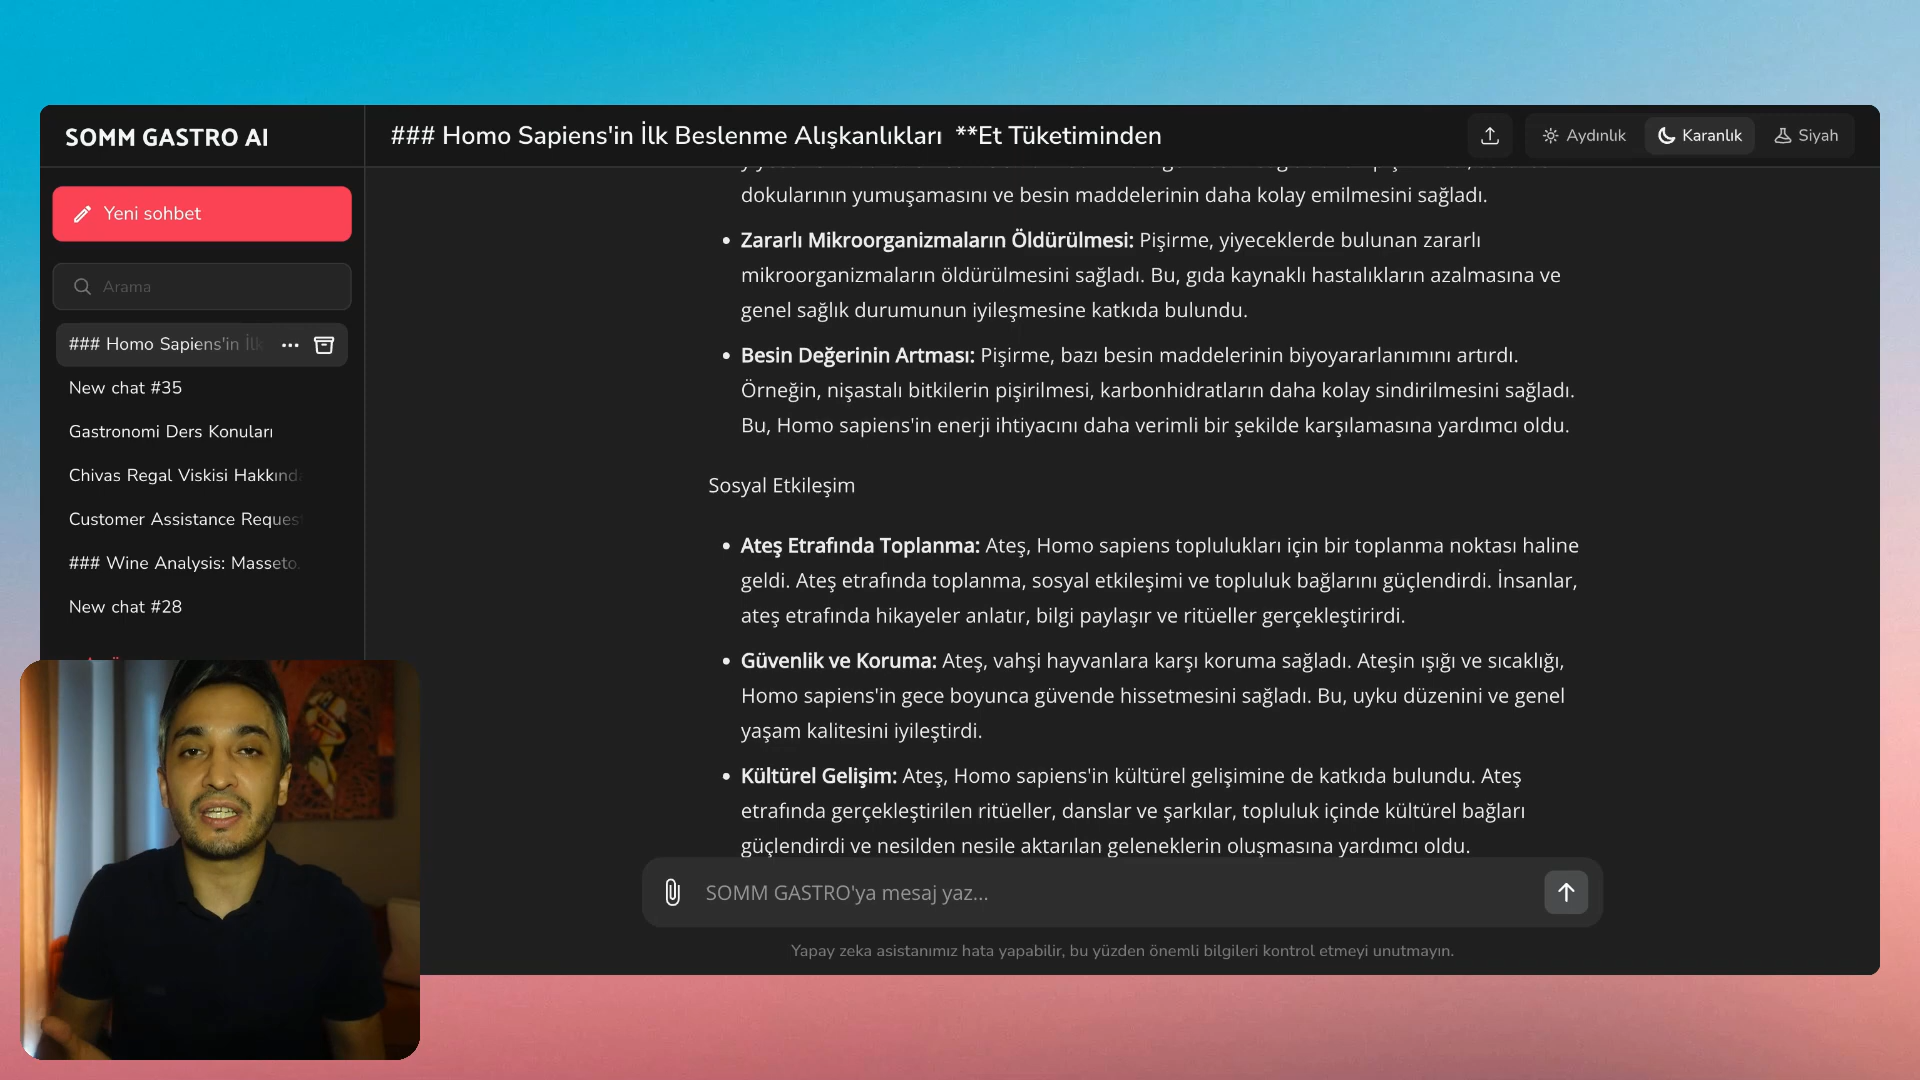 SOMM GASTRO AI
### Homo Sapiens'in İlk Beslenme Alışkanlıkları **Et Tüketiminden
Aydınlık
Karanlık
Siyah
Yeni sohbet
Arama
### Homo Sapiens'in İlk
New chat #35
Gastronomi Ders Konuları
Chivas Regal Viskisi Hakkında
Customer Assistance Request
### Wine Analysis: Masseto.
New chat #28
dokularının yumuşamasını ve besin maddelerinin daha kolay emilmesini sağladı.
• Zararlı Mikroorganizmaların Öldürülmesi: Pişirme, yiyeceklerde bulunan zararlı
mikroorganizmaların öldürülmesini sağladı. Bu, gıda kaynaklı hastalıkların azalmasına ve
genel sağlık durumunun iyileşmesine katkıda bulundu.
• Besin Değerinin Artması: Pişirme, bazı besin maddelerinin biyoyararlanımını artırdı.
Örneğin, nişastalı bitkilerin pişirilmesi, karbonhidratların daha kolay sindirilmesini sağladı.
Bu, Homo sapiens'in enerji ihtiyacını daha verimli bir şekilde karşılamasına yardımcı oldu.
Sosyal Etkileşim
• Ateş Etrafında Toplanma: Ateş, Homo sapiens toplulukları için bir toplanma noktası haline
geldi. Ateş etrafında toplanma, sosyal etkileşimi ve topluluk bağlarını güçlendirdi. İnsanlar,
ateş etrafında hikayeler anlatır, bilgi paylaşır ve ritüeller gerçekleştirirdi.
• Güvenlik ve Koruma: Ateş, vahşi hayvanlara karşı koruma sağladı. Ateşin ışığı ve sıcaklığı,
Homo sapiens'in gece boyunca güvende hissetmesini sağladı. Bu, uyku düzenini ve genel
yaşam kalitesini iyileştirdi.
• Kültürel Gelişim: Ateş, Homo sapiens'in kültürel gelişimine de katkıda bulundu. Ateş
etrafında gerçekleştirilen ritüeller, danslar ve şarkılar, topluluk içinde kültürel bağları
güçlendirdi ve nesilden nesile aktarılan geleneklerin oluşmasına yardımcı oldu.
SOMM GASTRO'ya mesaj yaz...
Yapay zeka asistanımız hata yapabilir, bu yüzden önemli bilgileri kontrol etmeyi unutmayın.